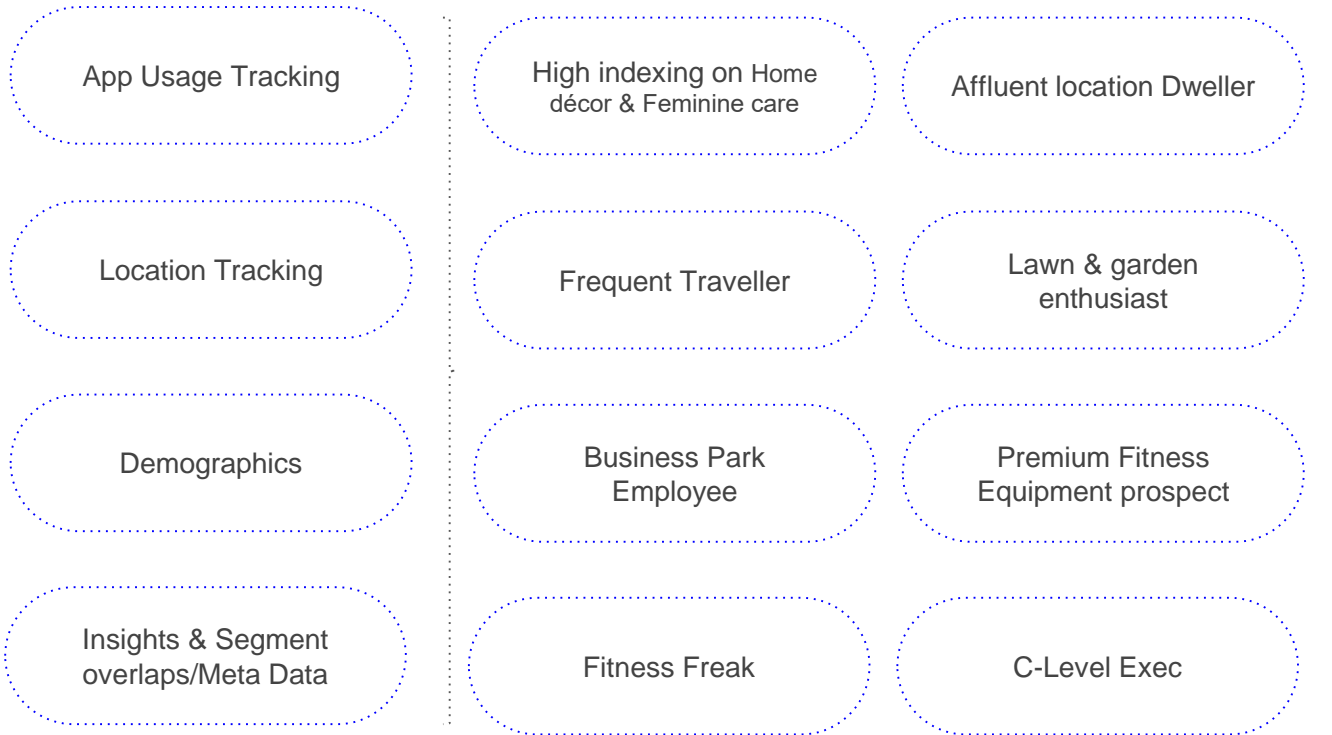 App Usage Tracking
High indexing on Home
décor & Feminine care
Affluent location Dweller
Location Tracking
Frequent Traveller
Lawn & garden
enthusiast
Demographics
Business Park
Employee
Premium Fitness
Equipment prospect
Insights & Segment
overlaps/Meta Data
Fitness Freak
C-Level Exec